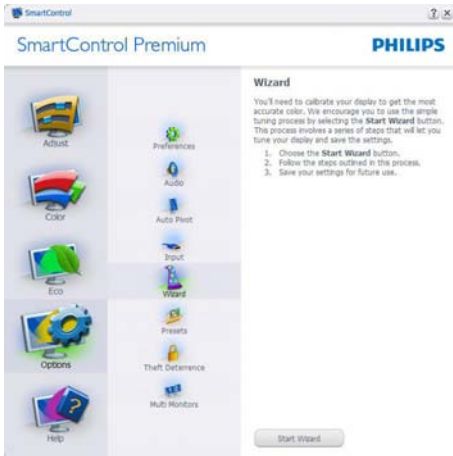 SmartControl
SmartControl Premium
PHILIPS
Adjust
Color
Eco
Options
Help
Preferences
Audio
Auto Pivot
Input
Wizard
Presets
Theft Deterrence
Multi Monitors
Wizard
You'll need to calibrate your display to get the most
accurate color. We encourage you to use the simple
tuning process by selecting the Start Wizard button.
This process involves a series of steps that will let you
tune your display and save the settings.
1. Choose the Start Wizard button.
2. Follow the steps outlined in the process.
3. Save your settings for future use.
Start Wizard